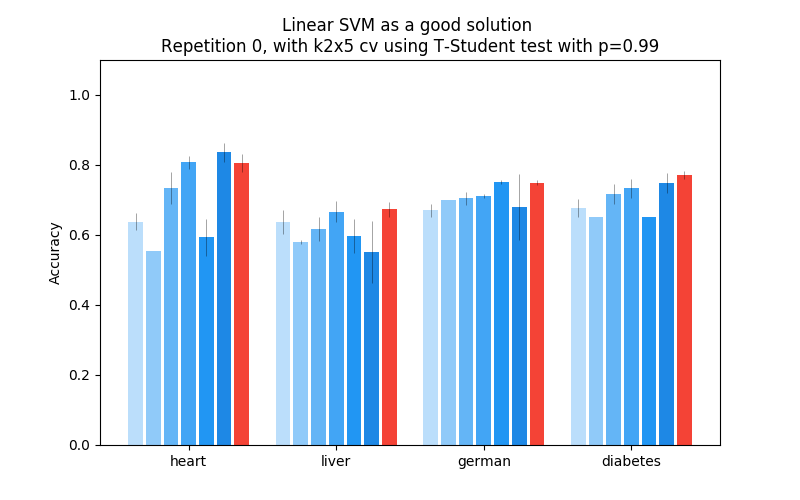 Linear SVM as a good solution
Repetition 0, with k2x5 cv using T-Student test with p=0.99
Accuracy
1.0
0.8
0.6
0.4
0.2
0.0
heart liver german diabetes